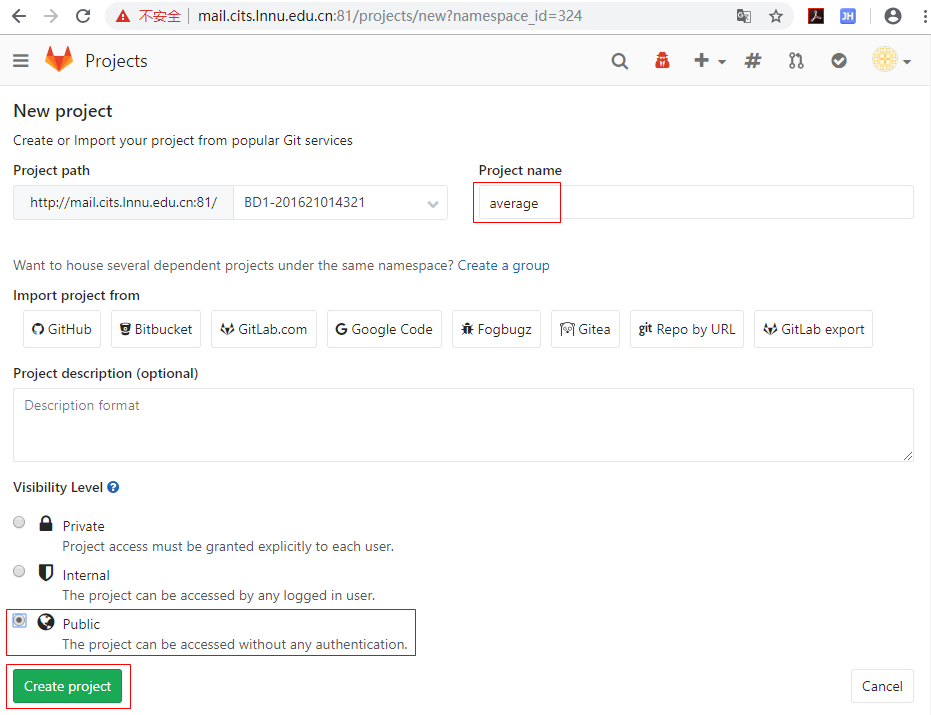 不安全 mail.cits.lnnu.edu.cn:81/projects/new?namespace_id=324 JH
Projects
New project
Create or Import your project from popular Git services
Project path Project name
http://mail.cits.lnnu.edu.cn:81/ BD1-201621014321 average
Want to house several dependent projects under the same namespace? Create a group
Import project from
GitHub Bitbucket GitLab.com Google Code Fogbugz Gitea git Repo by URL GitLab export
Project description (optional)
Description format
Visibility Level ?
Private
Project access must be granted explicitly to each user.
Internal
The project can be accessed by any logged in user.
Public
The project can be accessed without any authentication.
Create project Cancel